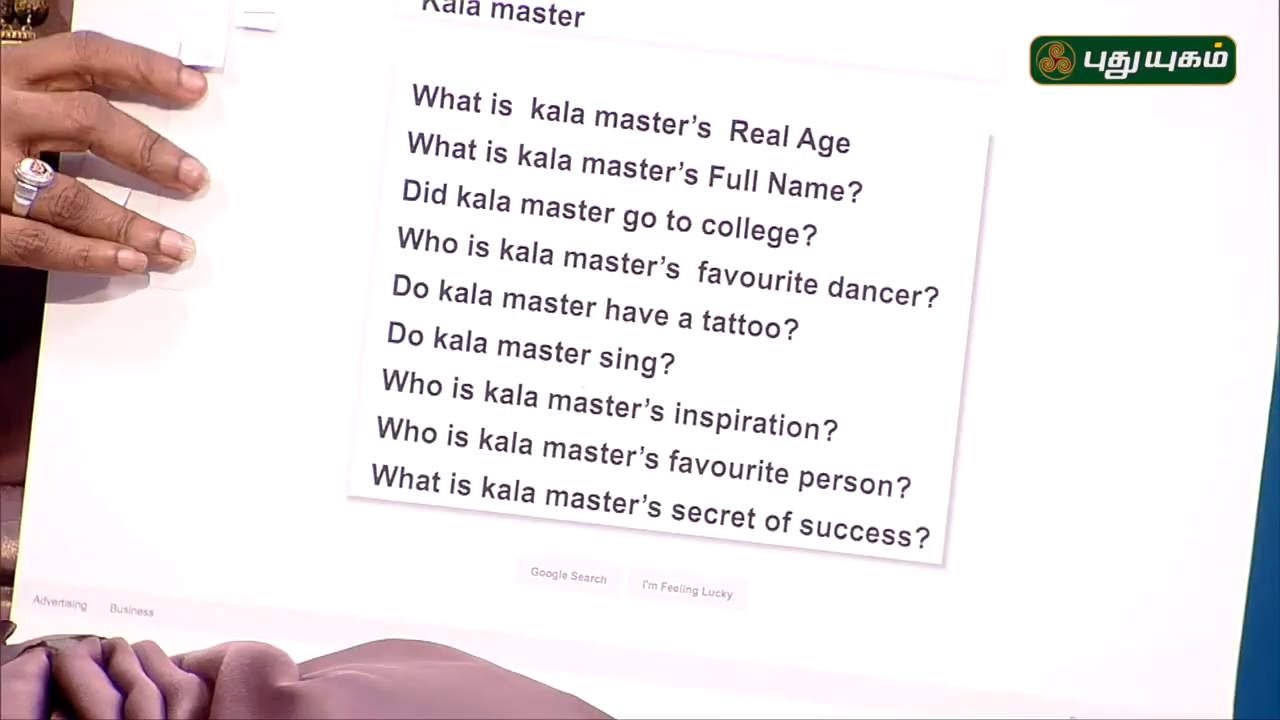 Kala master
புதுயுகம்
What is kala master's Real Age
What is kala master's Full Name?
Did kala master go to college?
Who is kala master's favourite dancer?
Do kala master have a tattoo?
Do kala master sing?
Who is kala master's inspiration?
Who is kala master's favourite person?
What is kala master's secret of success?
Google Search I'm Feeling Lucky
Advertising Business